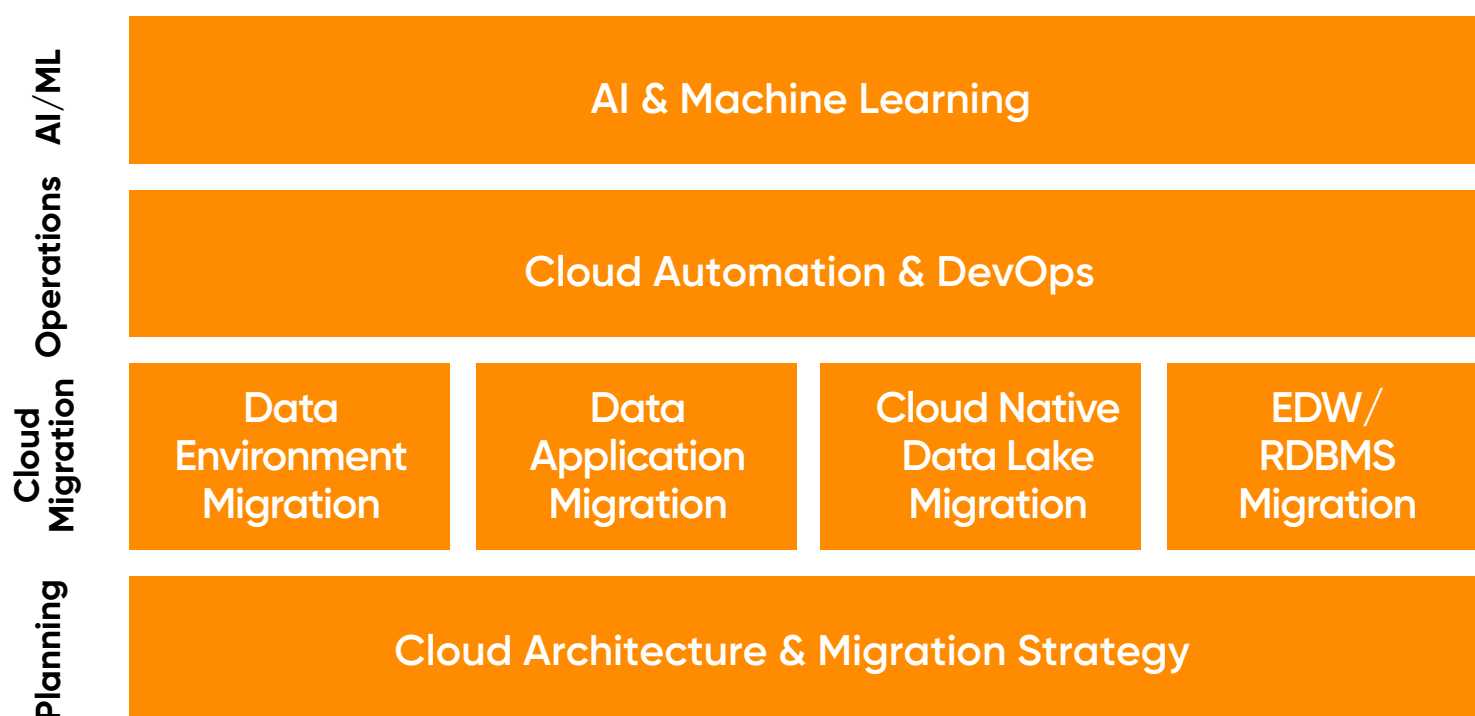 AI/ML
AI & Machine Learning
Operations
Cloud Automation & DevOps
Cloud
Migration
Data
Environment
Migration
Data
Application
Migration
Cloud Native
Data Lake
Migration
EDW/
RDBMS
Migration
Planning
Cloud Architecture & Migration Strategy